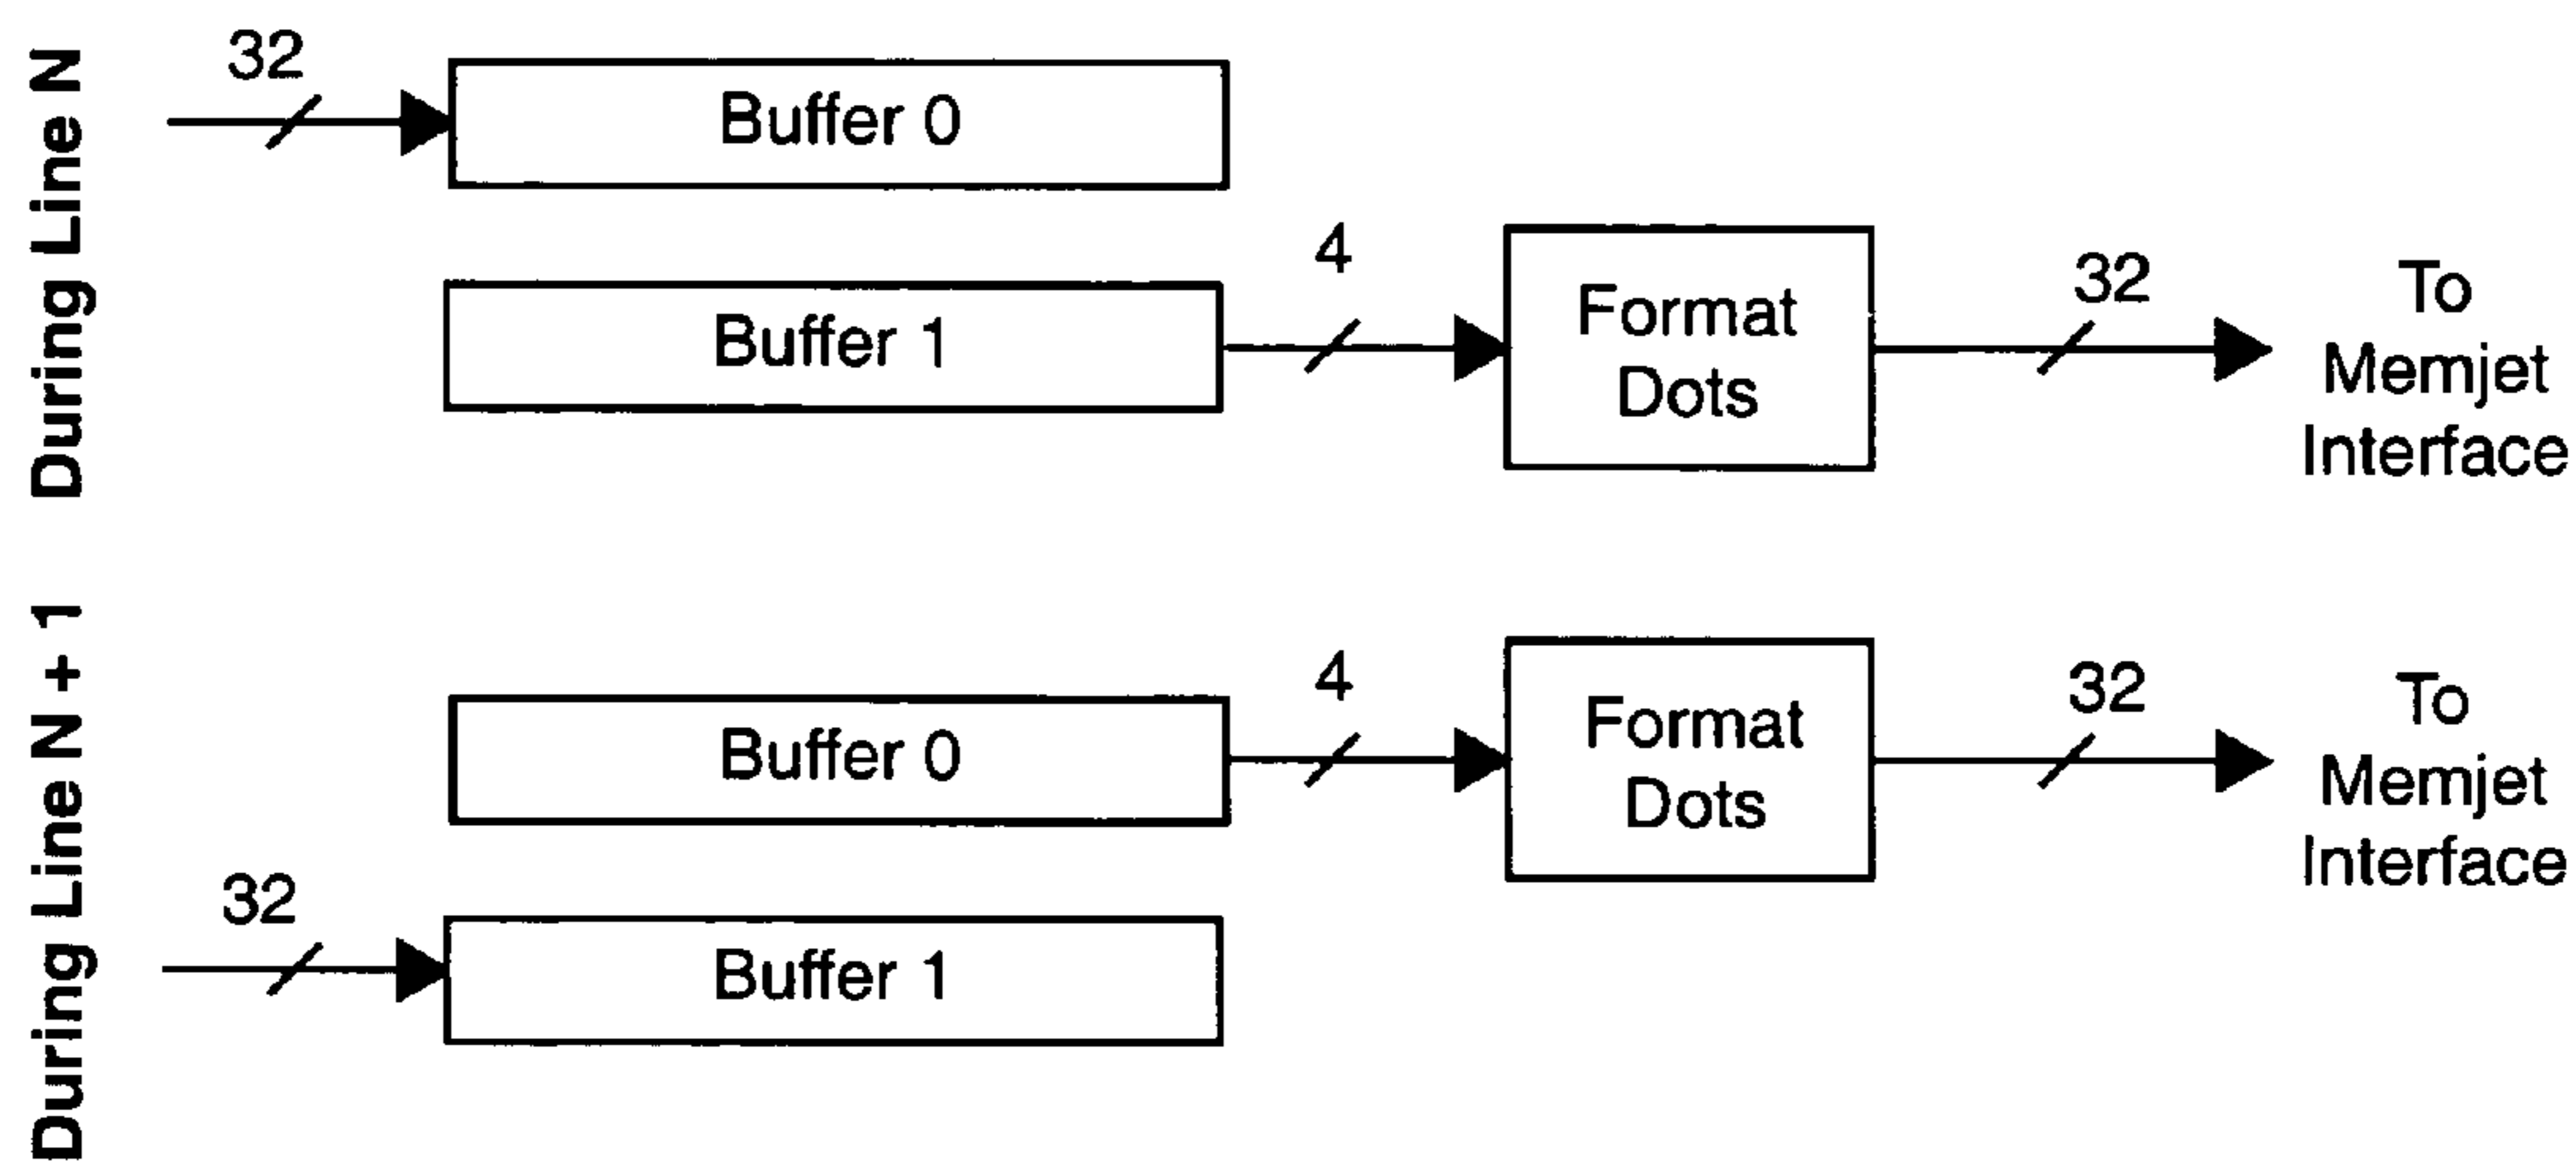 During Line N
32
Buffer 0
Buffer 1
4
Format
Dots
32
To
Memjet
Interface
During Line N + 1
Buffer 0
4
Format
Dots
32
To
Memjet
Interface
32
Buffer 1